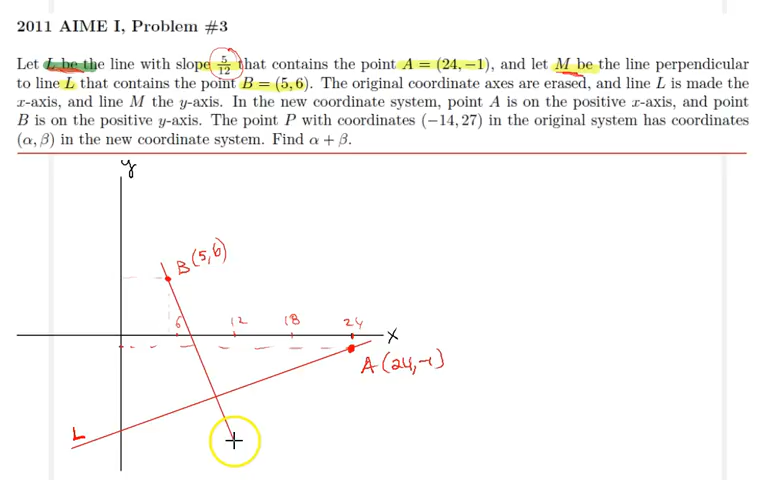 2011 AIME I, Problem #3
Let L be the line with slope 5/12 that contains the point A = (24, −1), and let M be the line perpendicular
to line L that contains the point B = (5, 6). The original coordinate axes are erased, and line L is made the
x-axis, and line M the y-axis. In the new coordinate system, point A is on the positive x-axis, and point
B is on the positive y-axis. The point P with coordinates (−14, 27) in the original system has coordinates
(α, β) in the new coordinate system. Find α + β.
y
B(5,6)
6 12 18 24
x
A(24,-1)
L